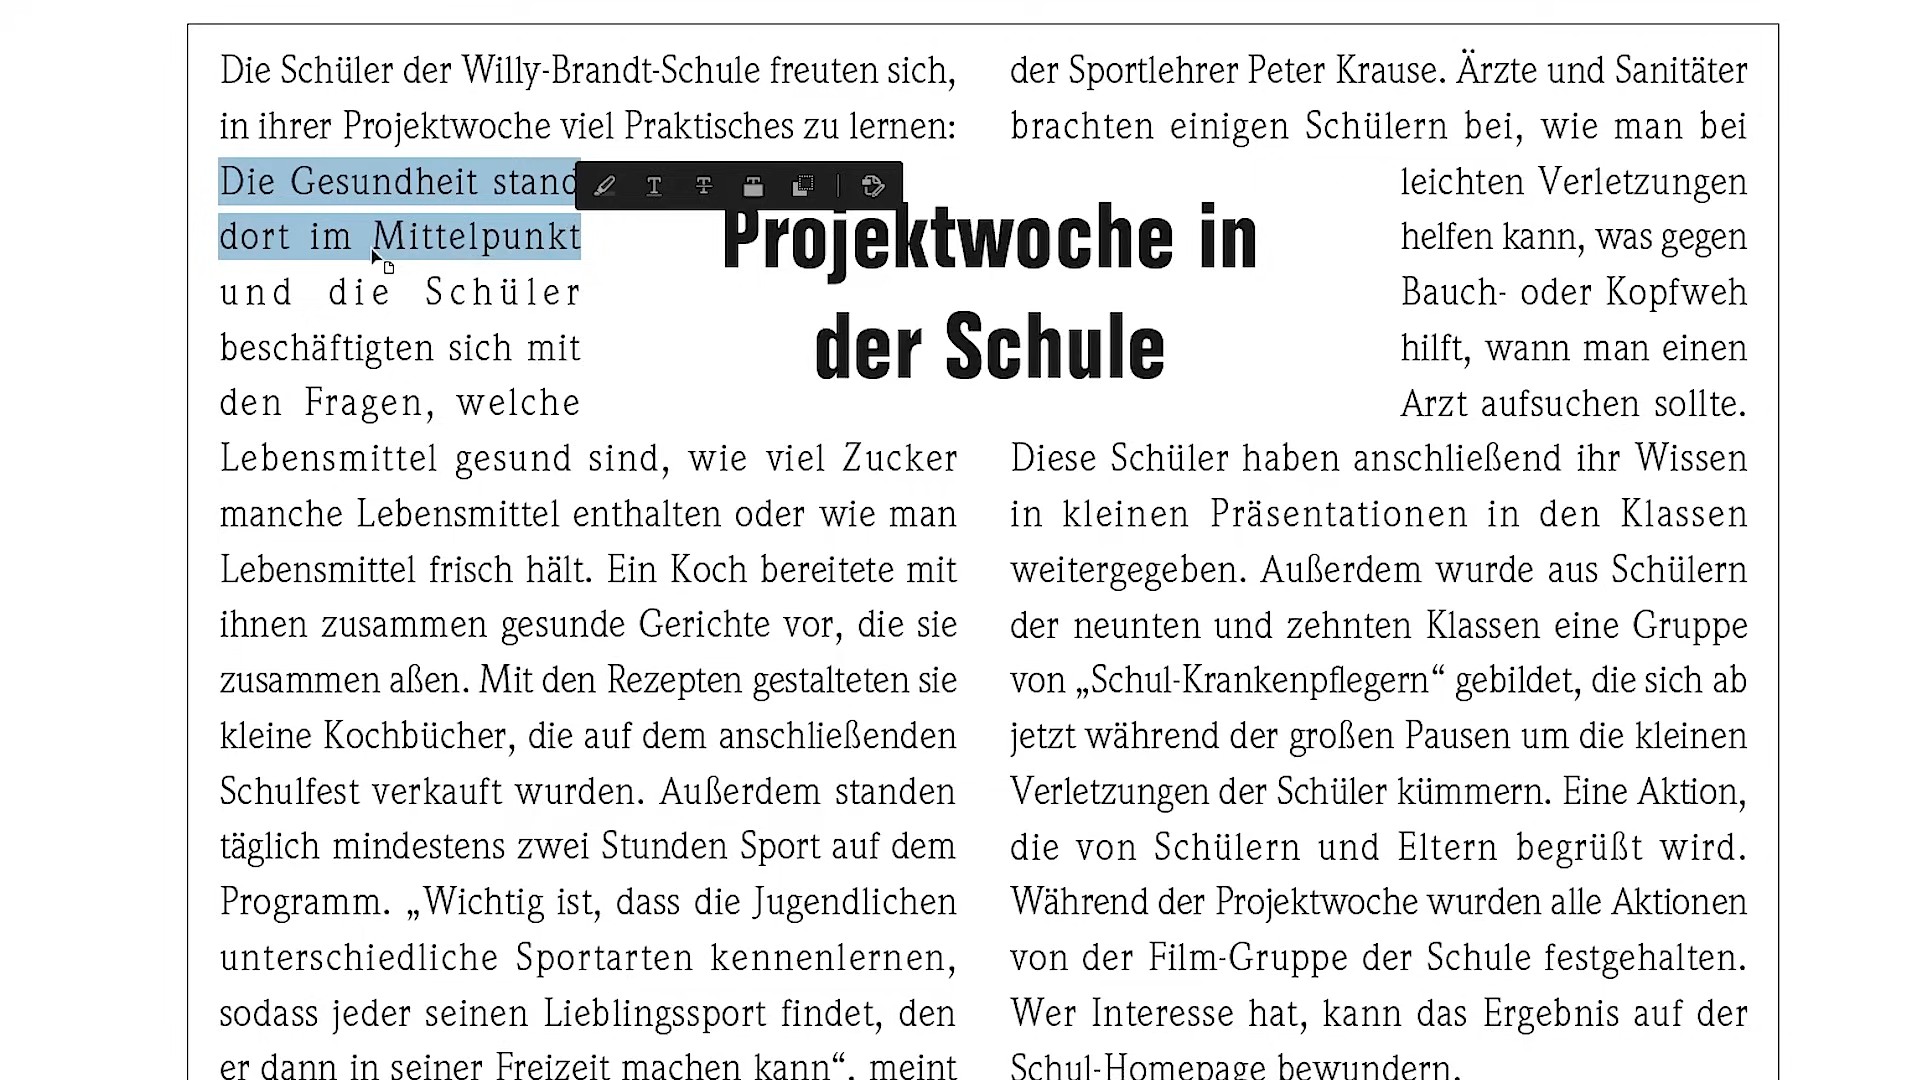 Projektwoche in
der Schule
Die Schüler der Willy-Brandt-Schule freuten sich,
in ihrer Projektwoche viel Praktisches zu lernen:
Die Gesundheit stand
dort im Mittelpunkt
und die Schüler
beschäftigten sich mit
den Fragen, welche
Lebensmittel gesund sind, wie viel Zucker
manche Lebensmittel enthalten oder wie man
Lebensmittel frisch hält. Ein Koch bereitete mit
ihnen zusammen gesunde Gerichte vor, die sie
zusammen aßen. Mit den Rezepten gestalteten sie
kleine Kochbücher, die auf dem anschließenden
Schulfest verkauft wurden. Außerdem standen
täglich mindestens zwei Stunden Sport auf dem
Programm. „Wichtig ist, dass die Jugendlichen
unterschiedliche Sportarten kennenlernen,
sodass jeder seinen Lieblingssport findet, den
er dann in seiner Freizeit machen kann“, meint
der Sportlehrer Peter Krause. Ärzte und Sanitäter
brachten einigen Schülern bei, wie man bei
leichten Verletzungen
helfen kann, was gegen
Bauch- oder Kopfweh
hilft, wann man einen
Arzt aufsuchen sollte.
Diese Schüler haben anschließend ihr Wissen
in kleinen Präsentationen in den Klassen
weitergegeben. Außerdem wurde aus Schülern
der neunten und zehnten Klassen eine Gruppe
von „Schul-Krankenpflegern“ gebildet, die sich ab
jetzt während der großen Pausen um die kleinen
Verletzungen der Schüler kümmern. Eine Aktion,
die von Schülern und Eltern begrüßt wird.
Während der Projektwoche wurden alle Aktionen
von der Film-Gruppe der Schule festgehalten.
Wer Interesse hat, kann das Ergebnis auf der
Schul-Homepage bewundern.